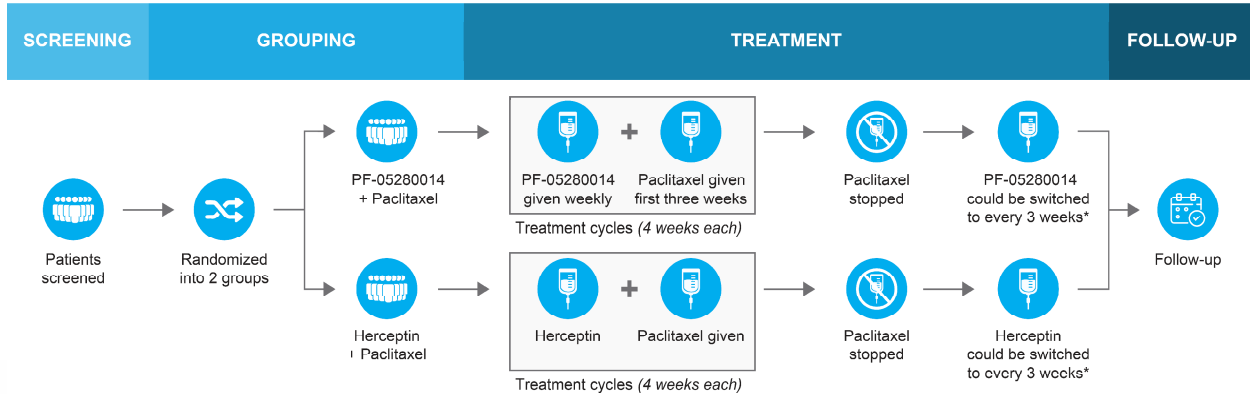 SCREENING
GROUPING
TREATMENT
FOLLOW-UP
Patients
screened
Randomized
into 2 groups
PF-05280014
+ Paclitaxel
PF-05280014
given weekly
+
Paclitaxel given
first three weeks
Treatment cycles (4 weeks each)
Paclitaxel
stopped
PF-05280014
could be switched
to every 3 weeks*
Herceptin
+ Paclitaxel
Herceptin
+
Paclitaxel given
Treatment cycles (4 weeks each)
Paclitaxel
stopped
Herceptin
could be switched
to every 3 weeks*
Follow-up